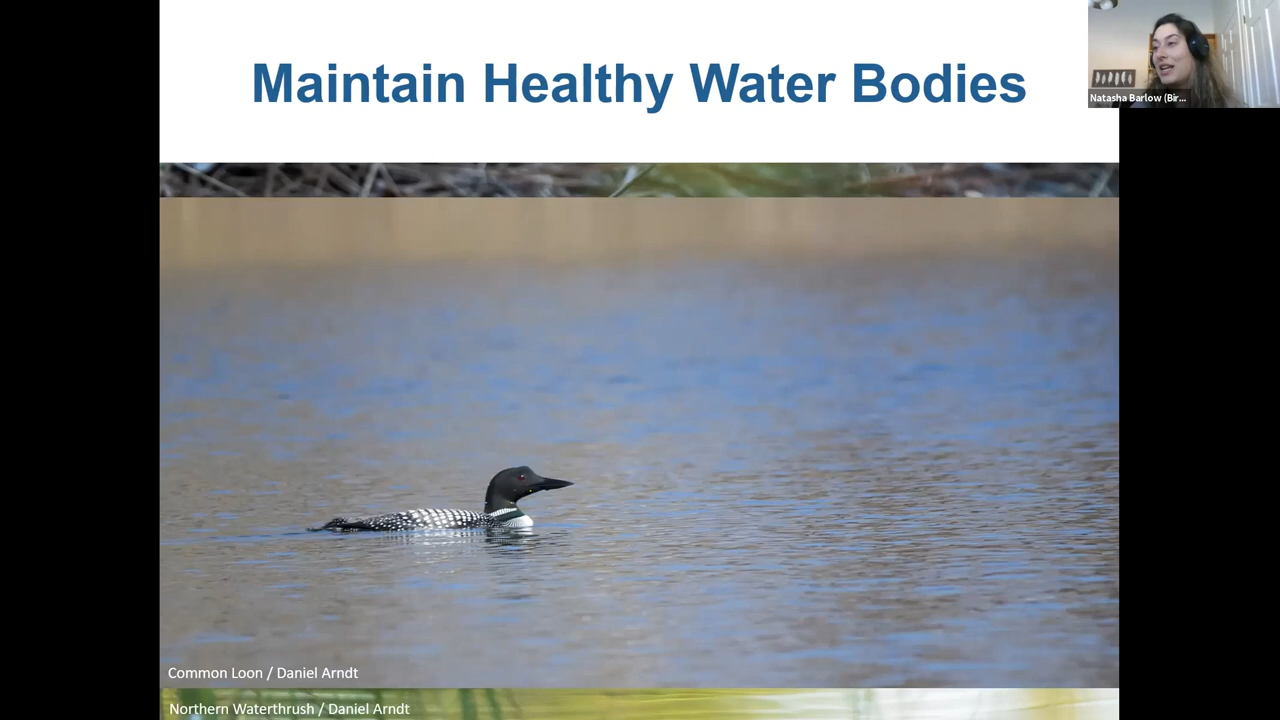 Maintain Healthy Water Bodies
Natasha Barlow (Bir...
Common Loon / Daniel Arndt
Northern Waterthrush / Daniel Arndt